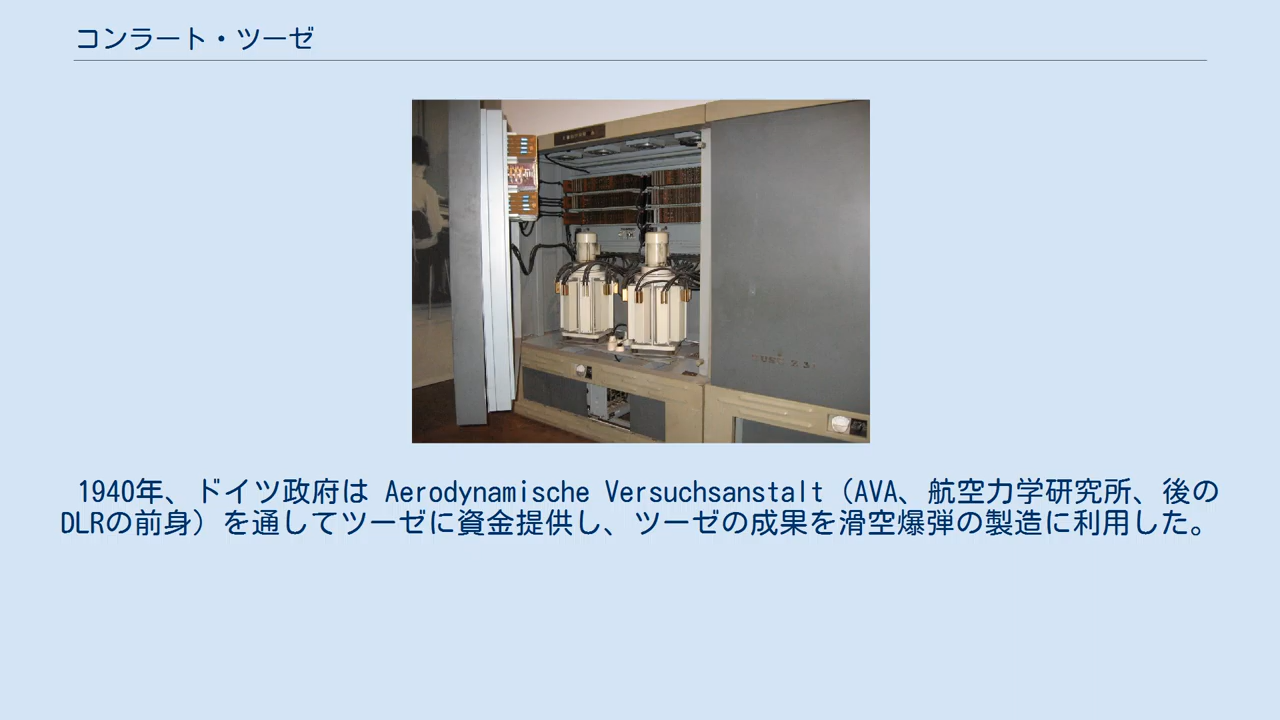 コンラート・ツーゼ
1940年、ドイツ政府は Aerodynamische Versuchsanstalt（AVA、航空力学研究所、後の
DLRの前身）を通してツーゼに資金提供し、ツーゼの成果を滑空爆弾の製造に利用した。